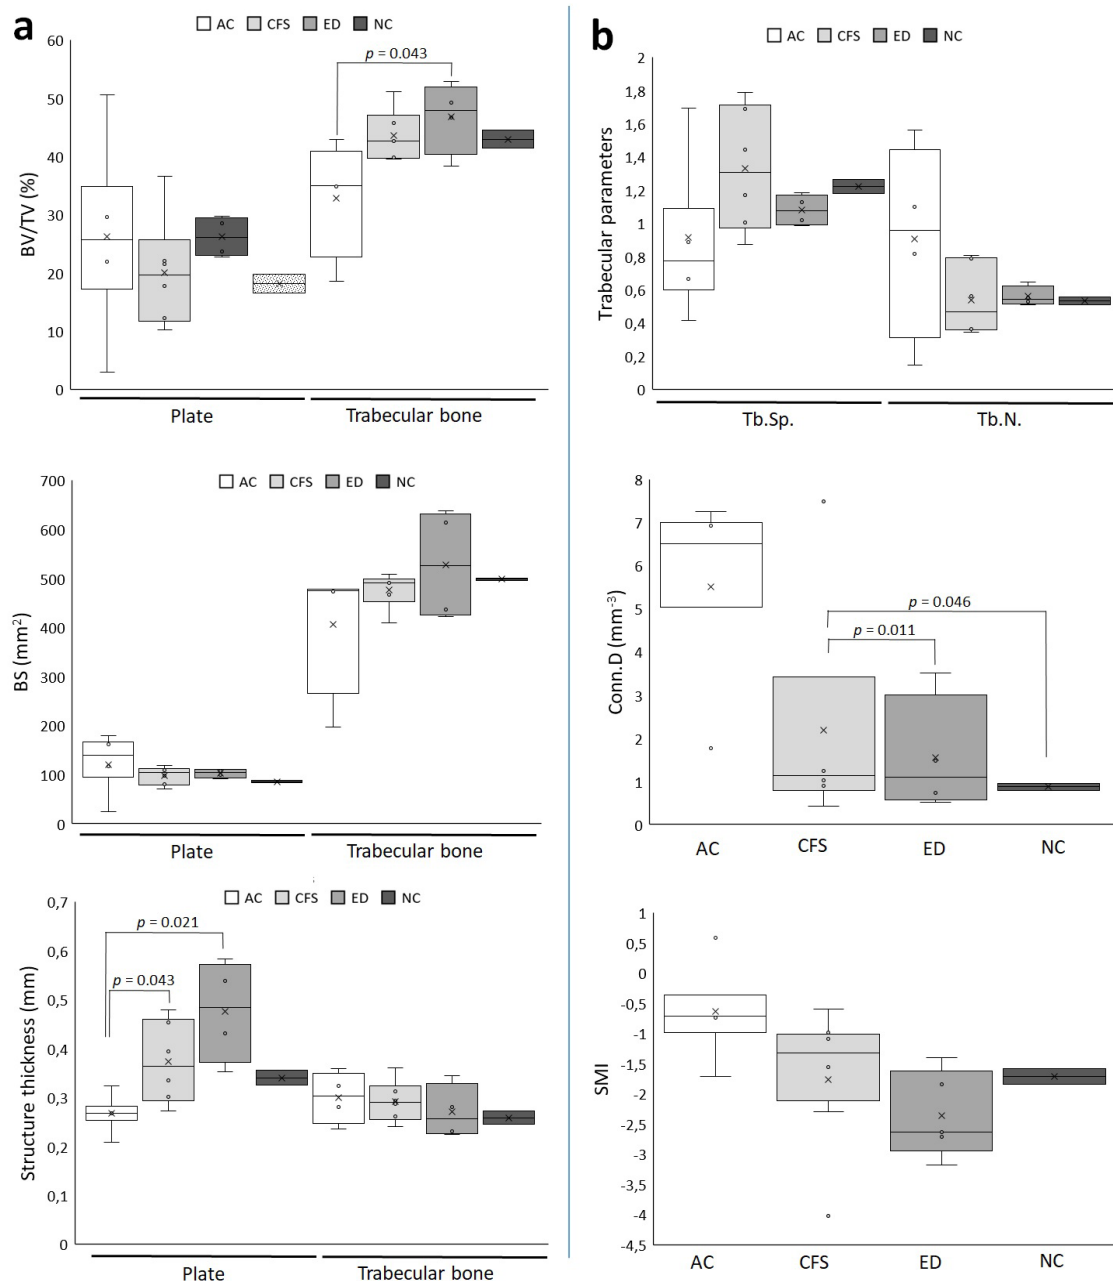 a
AC CFS ED NC
BV/TV (%)
60
50
40
30
20
10
0
p = 0.043
Plate Trabecular bone
AC CFS ED NC
BS (mm²)
700
600
500
400
300
200
100
0
Plate Trabecular bone
AC CFS ED NC
Structure thickness (mm)
0,7
0,6
0,5
0,4
0,3
0,2
0,1
0
p = 0.021
p = 0.043
Plate Trabecular bone
b
AC CFS ED NC
Trabecular parameters
2
1,8
1,6
1,4
1,2
1
0,8
0,6
0,4
0,2
0
Tb.Sp. Tb.N.
Conn.D (mm⁻³)
8
7
6
5
4
3
2
1
0
p = 0.046
p = 0.011
AC CFS ED NC
SMI
1
0,5
0
-0,5
-1
-1,5
-2
-2,5
-3
-3,5
-4
-4,5
AC CFS ED NC